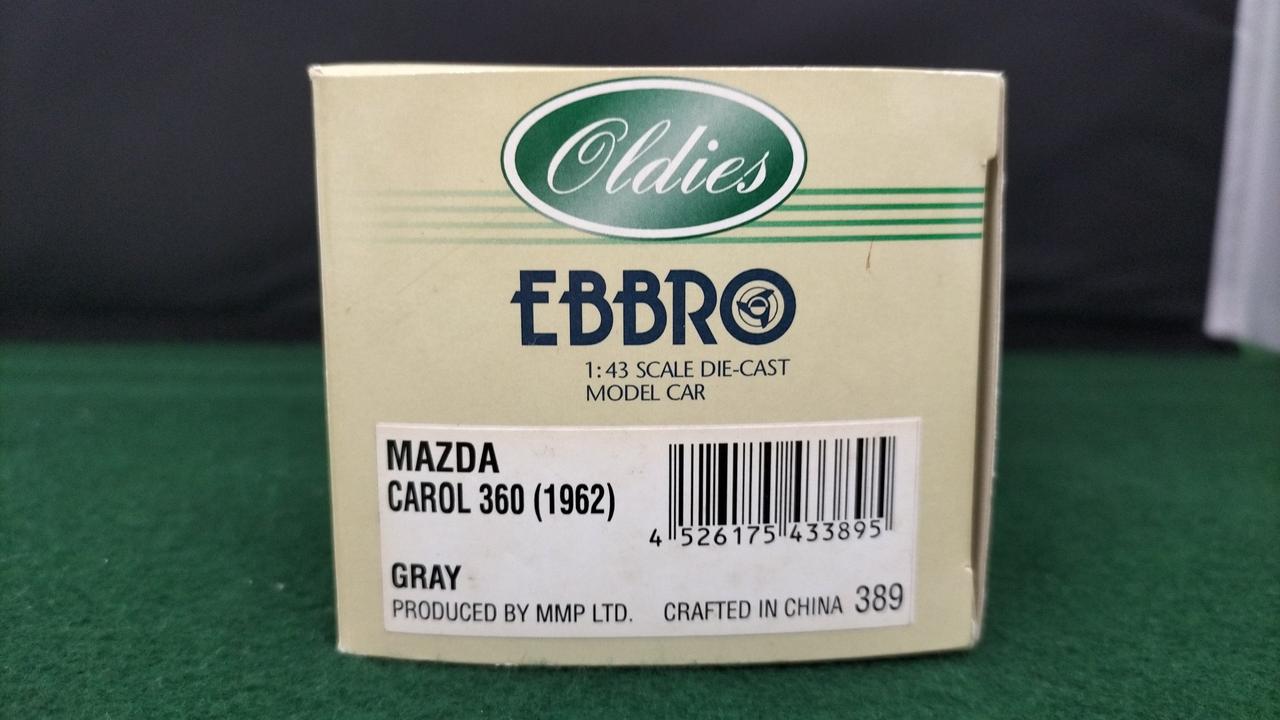 Oldies
EBBRO
1:43 SCALE DIE-CAST
MODEL CAR
MAZDA
CAROL 360 (1962)
4 526175 433895
GRAY
PRODUCED BY MMP LTD. CRAFTED IN CHINA 389